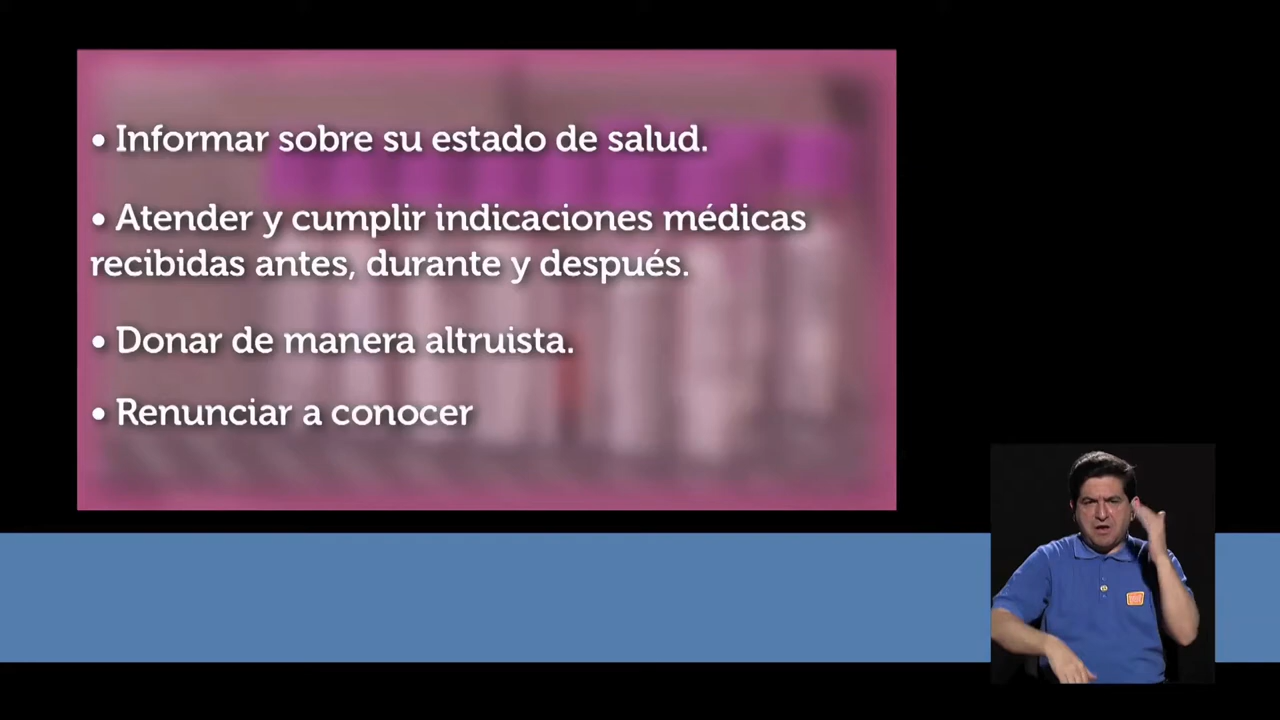 • Informar sobre su estado de salud.
• Atender y cumplir indicaciones médicas
recibidas antes, durante y después.
• Donar de manera altruista.
• Renunciar a conocer